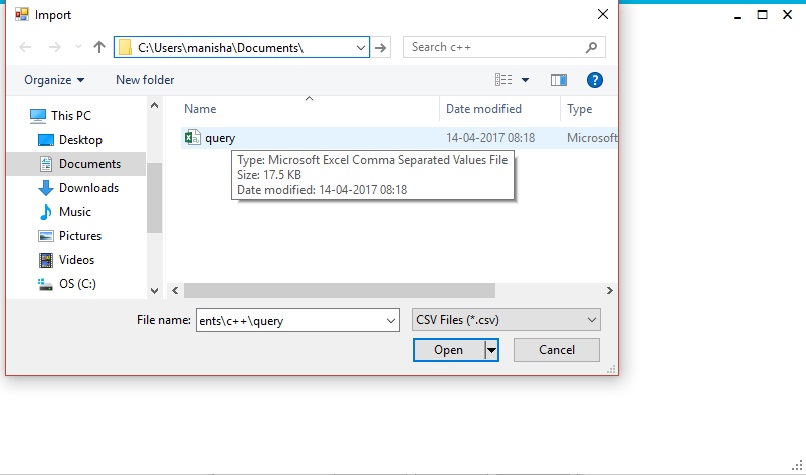 Import
C:\Users\manisha\Documents\
Search c++
Organize
New folder
?
This PC
Desktop
Documents
Downloads
Music
Pictures
Videos
OS (C:)
Name
Date modified
Type
query
14-04-2017 08:18
Microsoft
Type: Microsoft Excel Comma Separated Values File
Size: 17.5 KB
Date modified: 14-04-2017 08:18
File name:
ents\c++\query
CSV Files (*.csv)
Open
Cancel